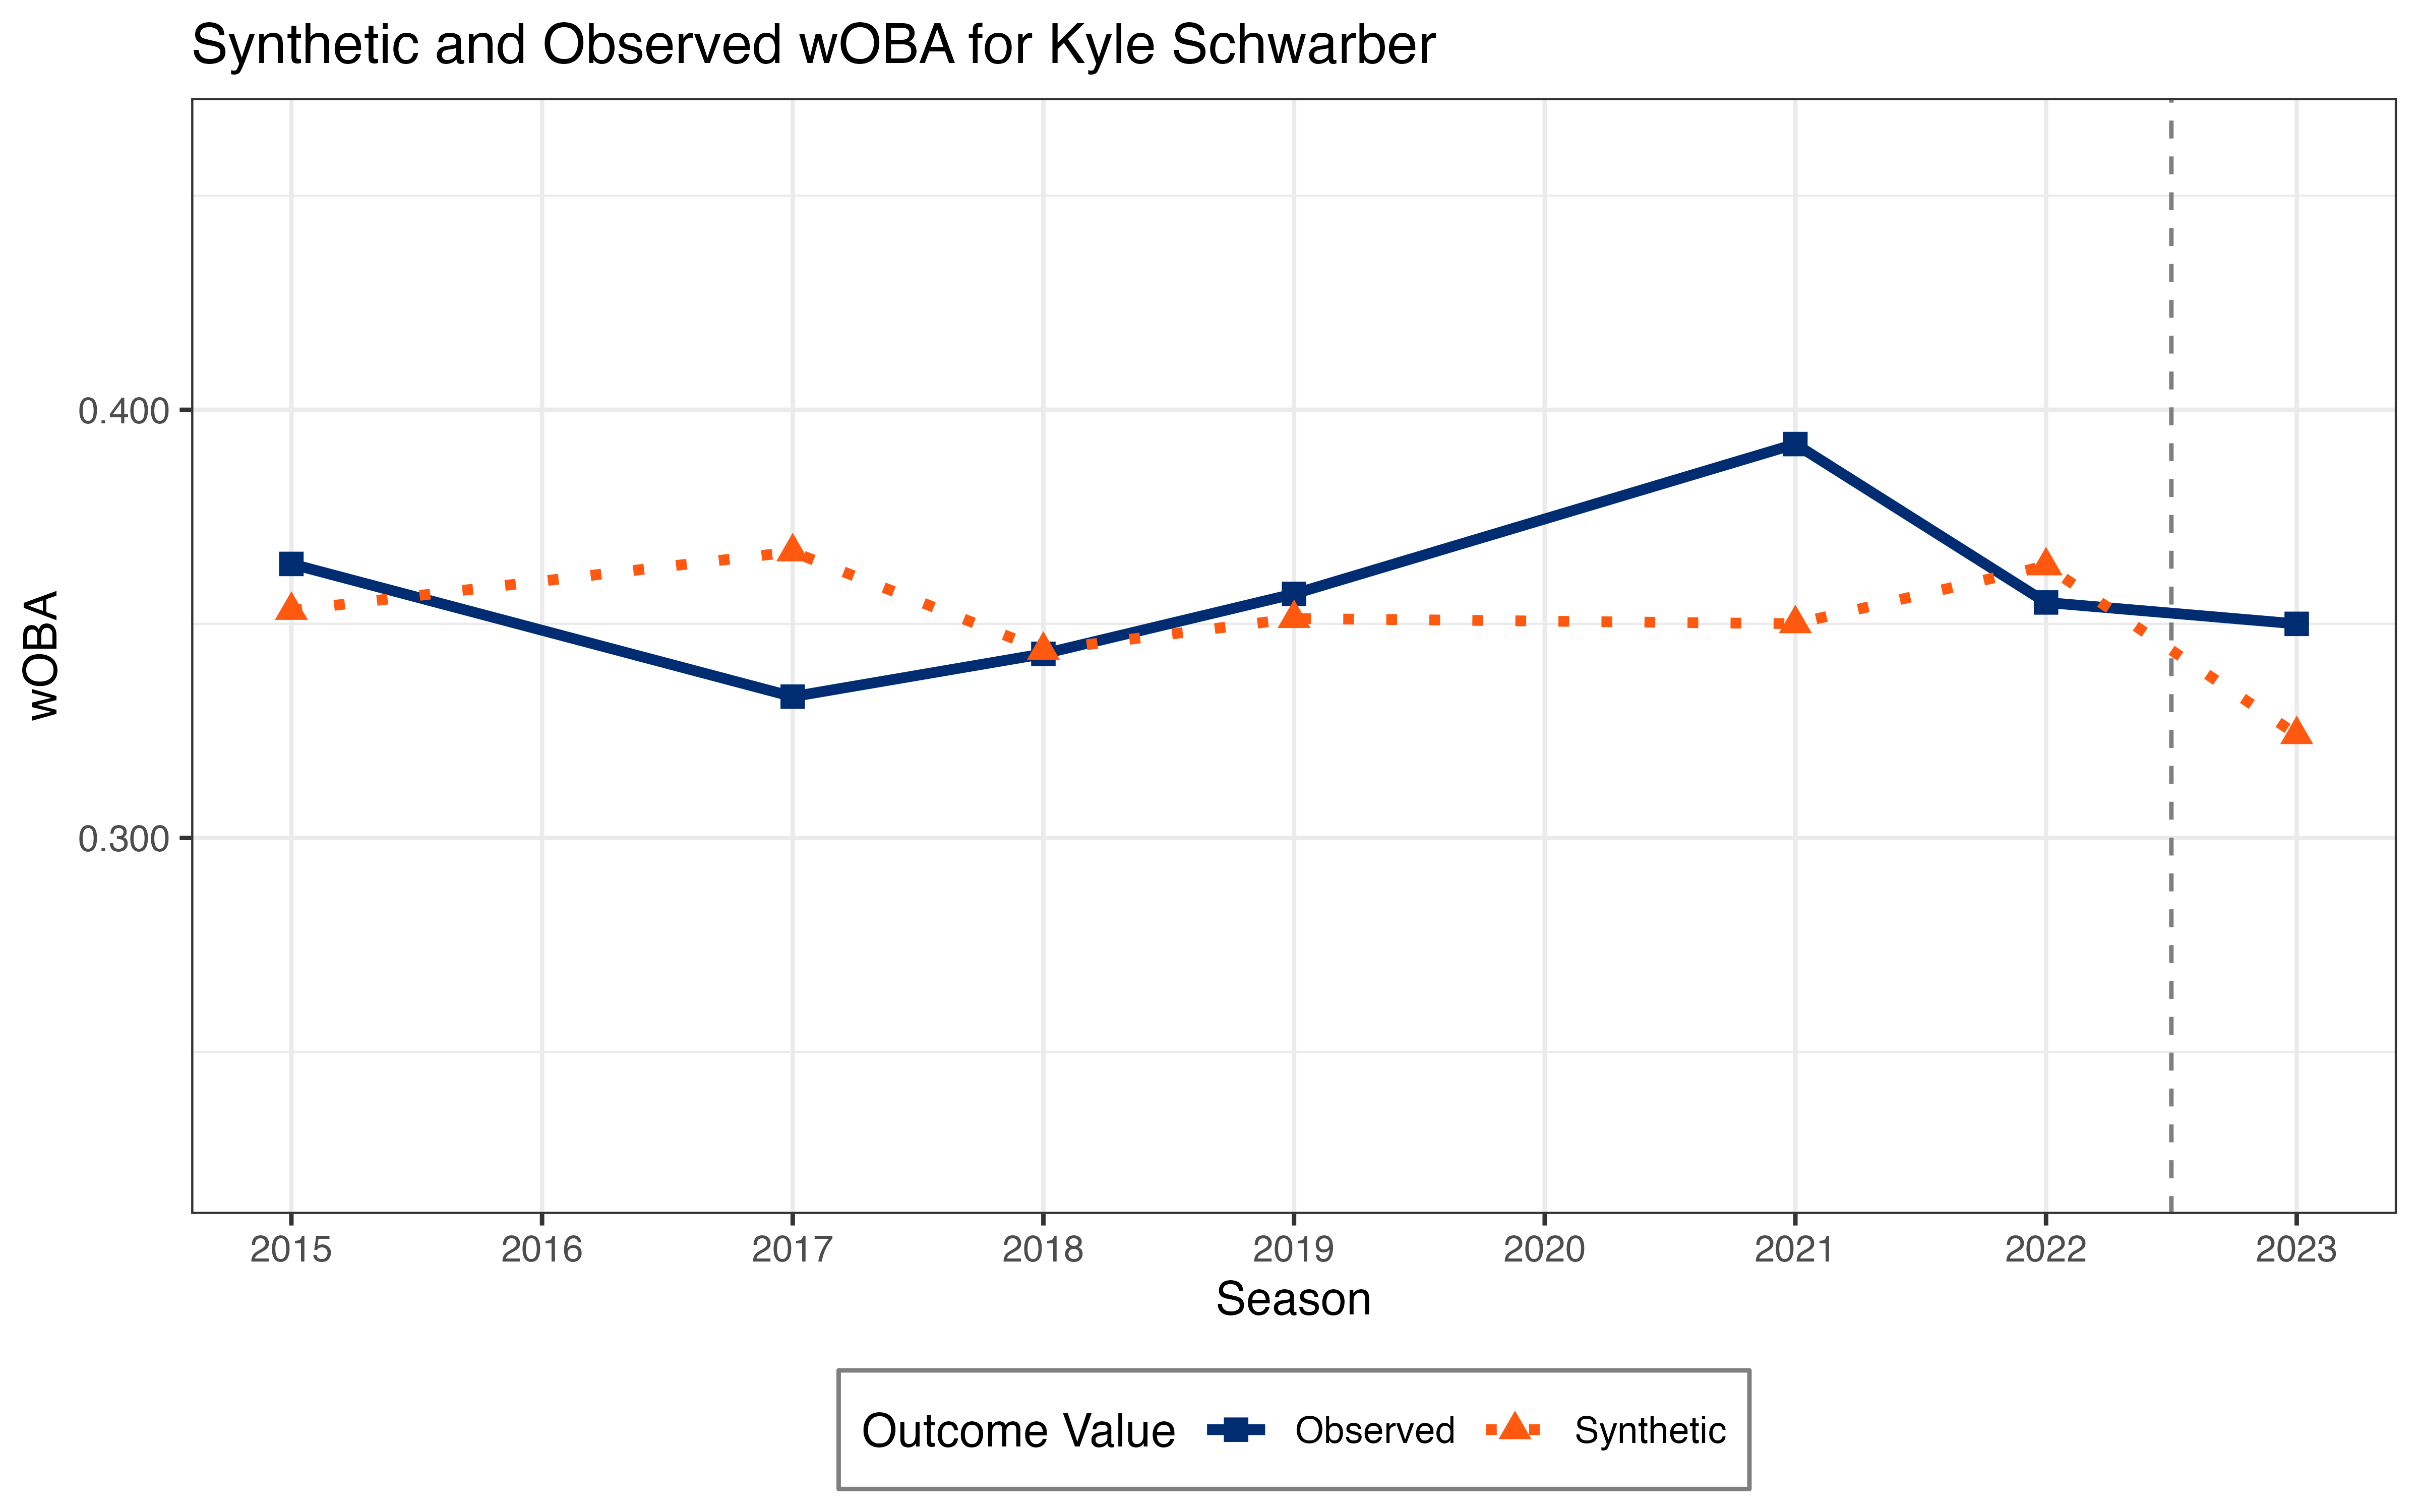 Synthetic and Observed wOBA for Kyle Schwarber
wOBA
0.400
0.300
2015 2016 2017 2018 2019 2020 2021 2022 2023
Season
Outcome Value Observed Synthetic